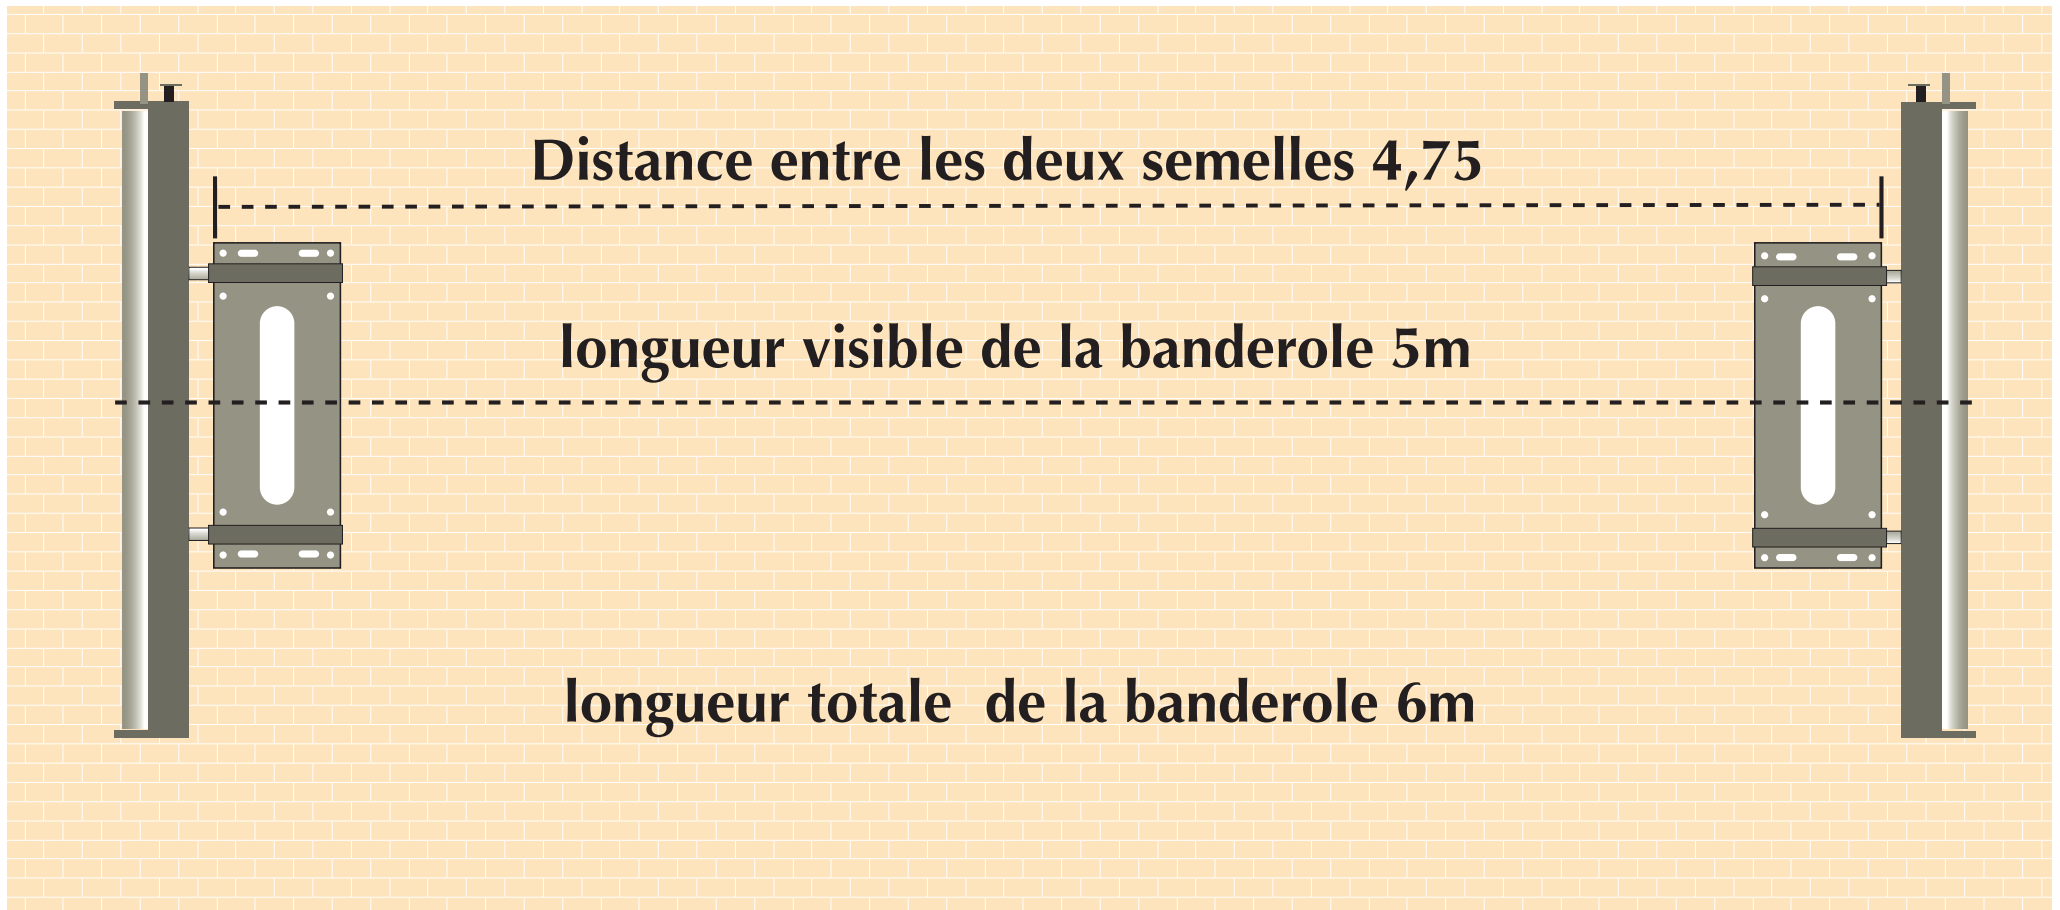 Distance entre les deux semelles 4,75
longueur visible de la banderole 5m
longueur totale  de la banderole 6m